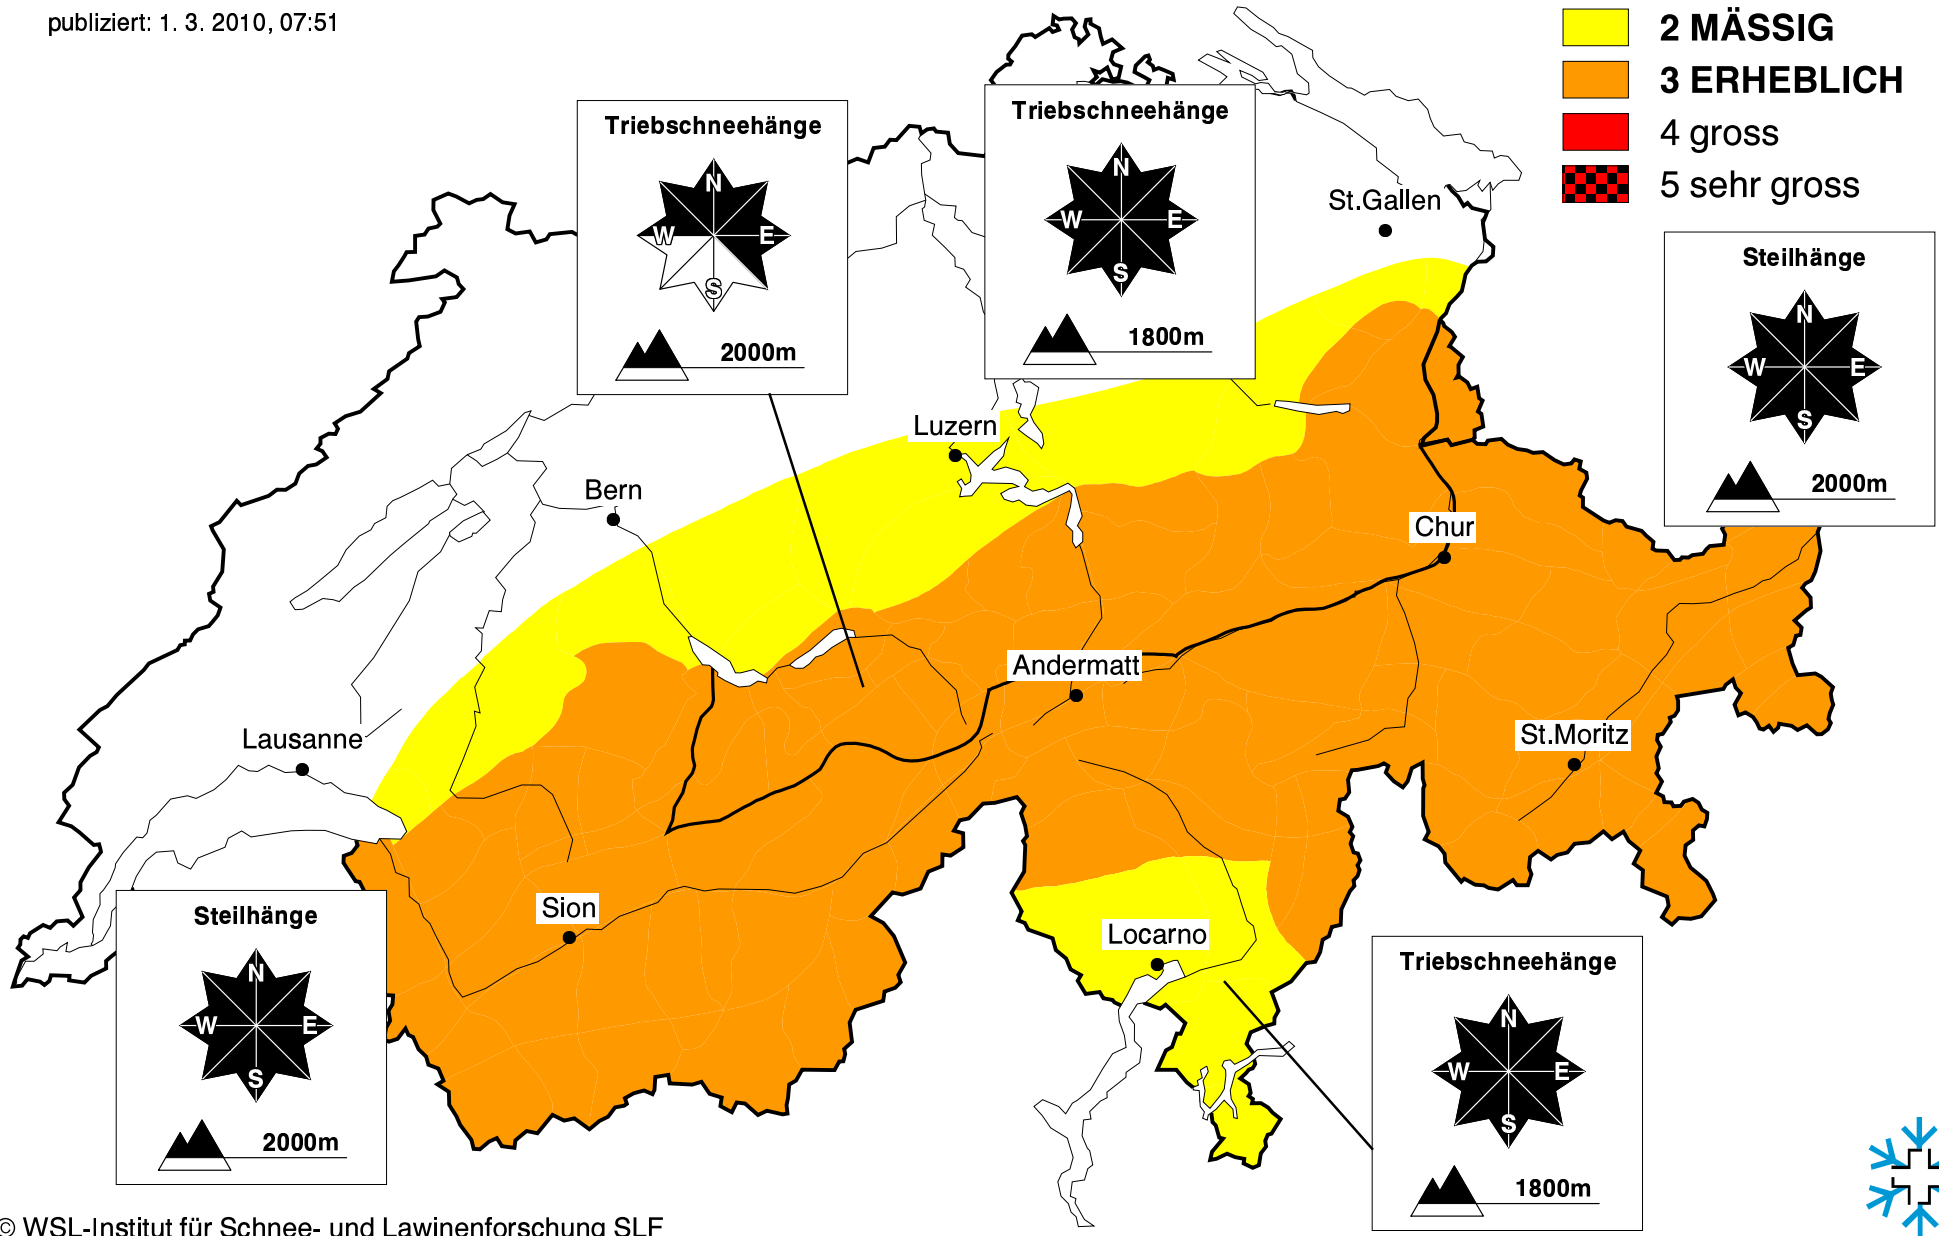 publiziert: 1. 3. 2010, 07:51
2 MÄSSIG
3 ERHEBLICH
4 gross
5 sehr gross
Triebschneehänge
N
W
E
S
2000m
Triebschneehänge
N
W
E
S
1800m
St.Gallen
Steilhänge
N
W
E
S
2000m
Luzern
Bern
Chur
Andermatt
Lausanne
St.Moritz
Sion
Locarno
Steilhänge
N
W
E
S
2000m
Triebschneehänge
N
W
E
S
1800m
© WSL-Institut für Schnee- und Lawinenforschung SLF